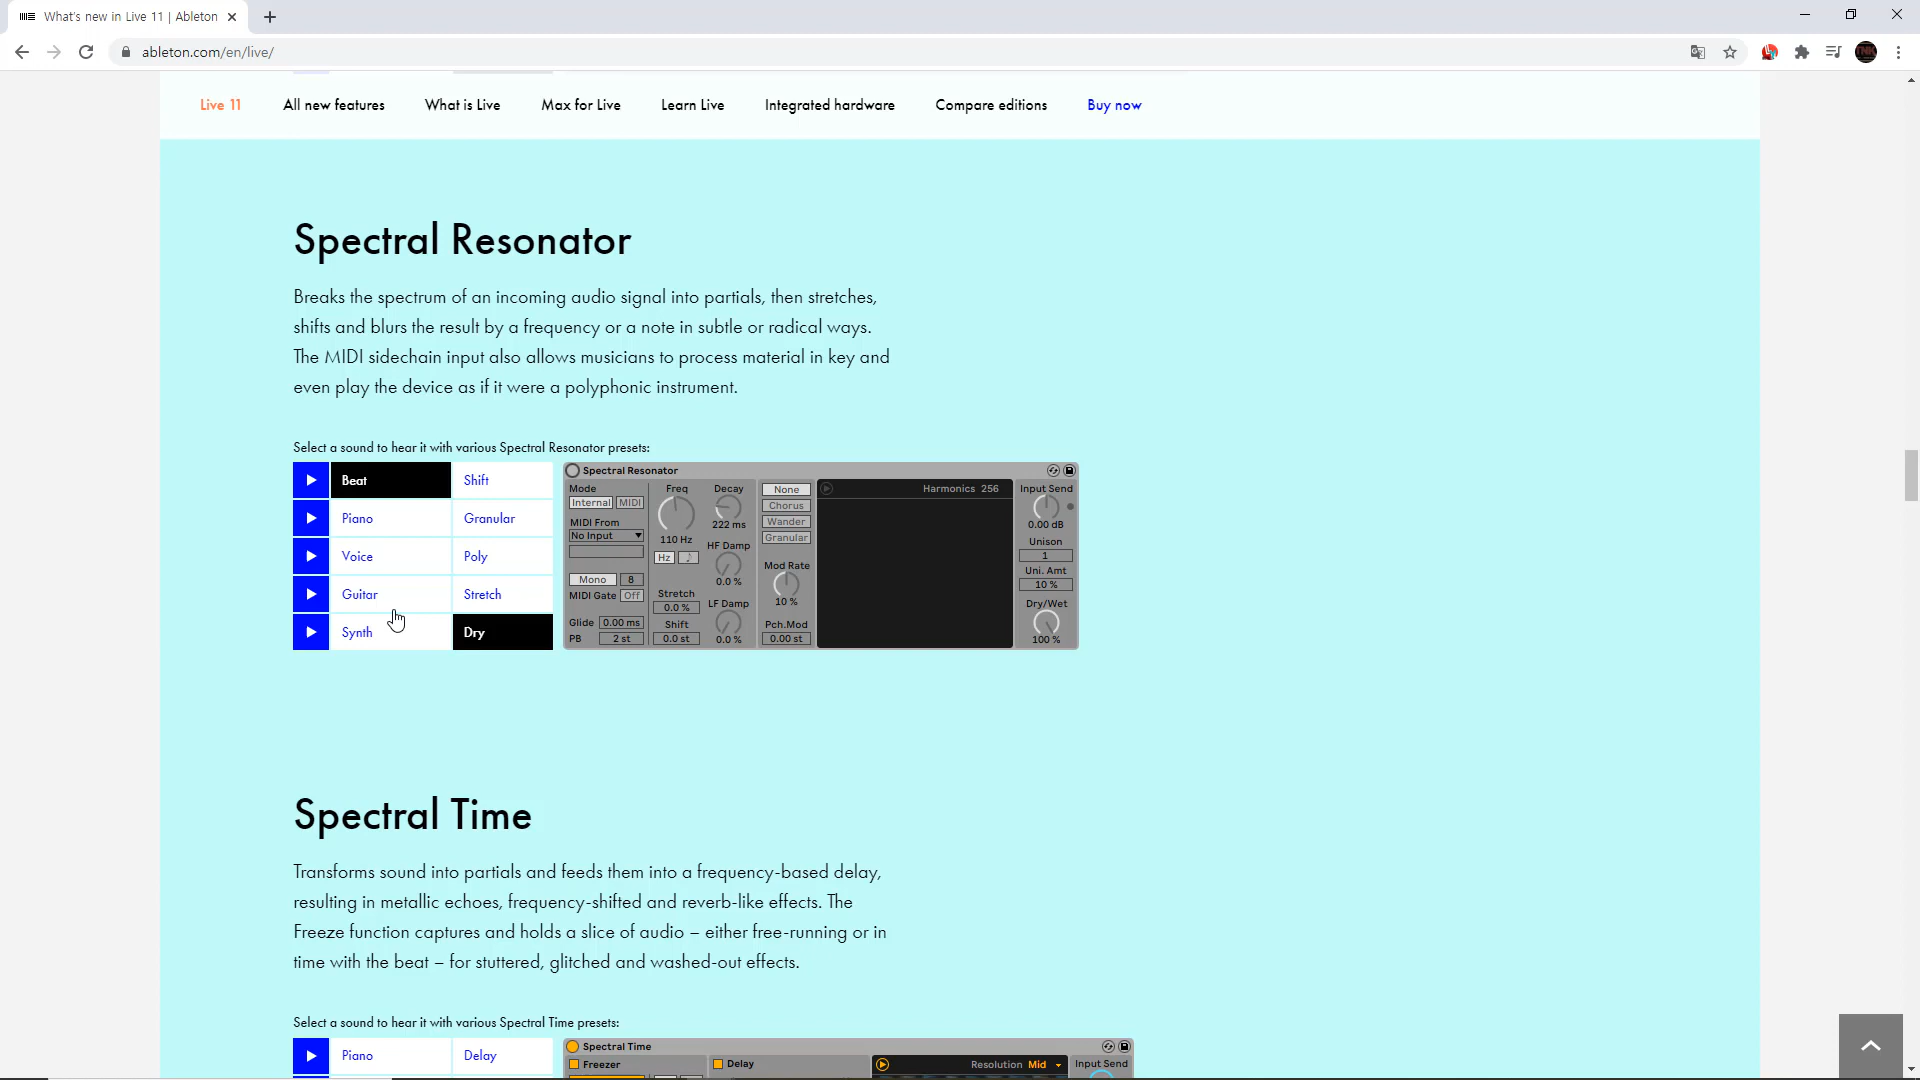 What's new in Live 11 | Ableton
ableton.com/en/live/
Live 11 All new features What is Live Max for Live Learn Live Integrated hardware Compare editions Buy now
Spectral Resonator
Breaks the spectrum of an incoming audio signal into partials, then stretches,
shifts and blurs the result by a frequency or a note in subtle or radical ways.
The MIDI sidechain input also allows musicians to process material in key and
even play the device as if it were a polyphonic instrument.
Select a sound to hear it with various Spectral Resonator presets:
Beat Shift
Piano Granular
Voice Poly
Guitar Stretch
Synth Dry
Spectral Resonator
Mode
Internal MIDI
MIDI From
No Input
Mono 8
MIDI Gate Off
Glide 0.00 ms
PB 2 st
Freq
110 Hz
Hz
Stretch
0.0 %
Shift
0.0 st
Decay
222 ms
HF Damp
0.0 %
LF Damp
0.0 %
None
Chorus
Wander
Granular
Mod Rate
10 %
Pch.Mod
0.00 st
Harmonics 256
Input Send
0.00 dB
Unison
1
Uni. Amt
10 %
Dry/Wet
100 %
Spectral Time
Transforms sound into partials and feeds them into a frequency-based delay,
resulting in metallic echoes, frequency-shifted and reverb-like effects. The
Freeze function captures and holds a slice of audio – either free-running or in
time with the beat – for stuttered, glitched and washed-out effects.
Select a sound to hear it with various Spectral Time presets:
Piano Delay
Spectral Time
Freezer Delay Resolution Mid Input Send